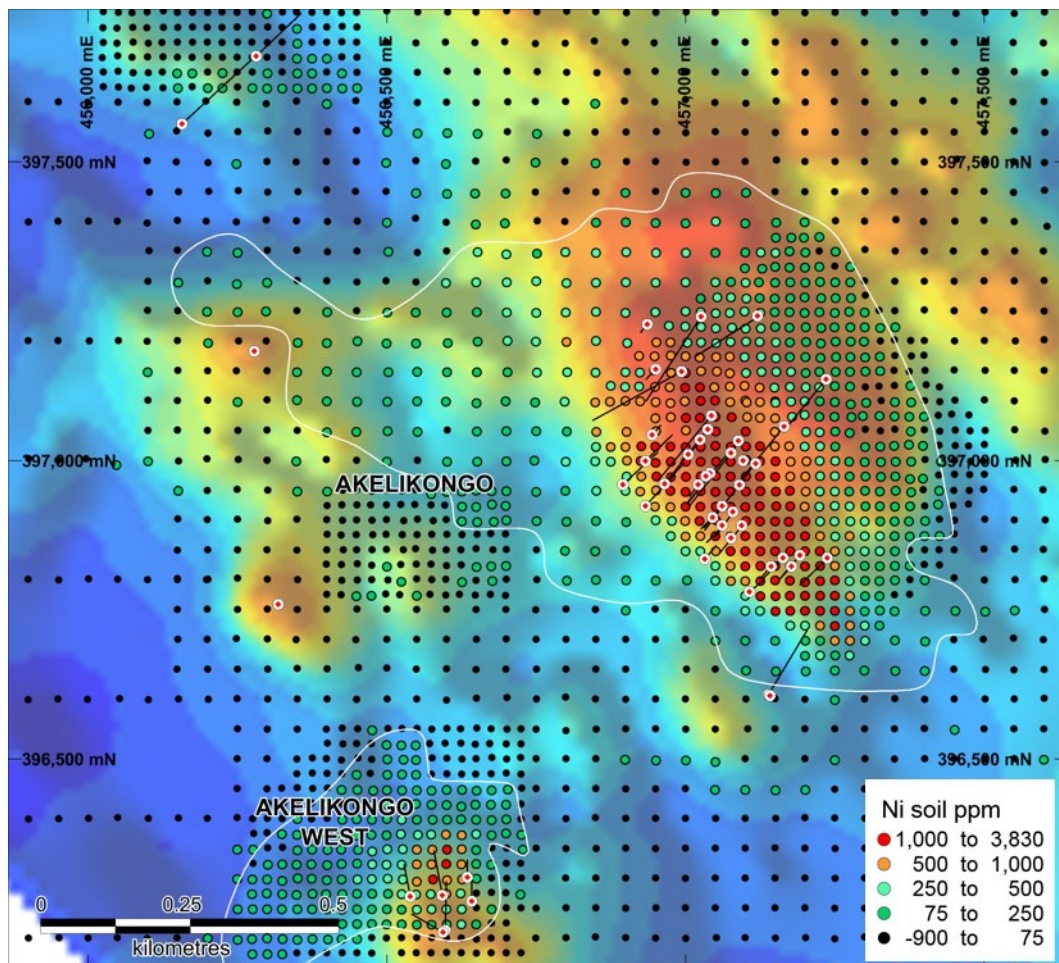 456,000 mE
456,500 mE
457,000 mE
457,500 mE
397,500 mN
397,500 mN
397,000 mN
397,000 mN
AKELIKONGO
396,500 mN
396,500 mN
AKELIKONGO
WEST
0 0.25 0.5
kilometres
Ni soil ppm
1,000 to 3,830
500 to 1,000
250 to 500
75 to 250
-900 to 75